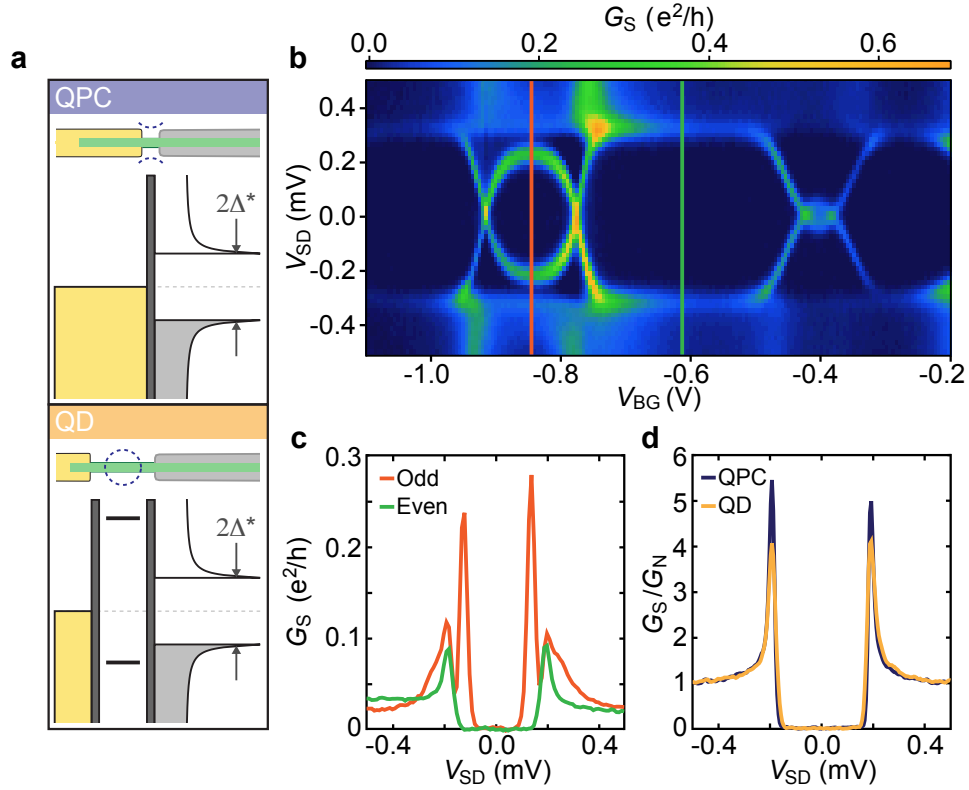 a
QPC
2Δ*
QD
2Δ*
b
G_S (e²/h)
0.0 0.2 0.4 0.6
V_SD (mV)
0.4
0.2
0.0
-0.2
-0.4
-1.0 -0.8 -0.6 -0.4 -0.2
V_BG (V)
c
G_S (e²/h)
0.3
0.2
0.1
0
Odd
Even
-0.4 0.0 0.4
V_SD (mV)
d
G_S/G_N
6
5
4
3
2
1
0
QPC
QD
-0.4 0.0 0.4
V_SD (mV)